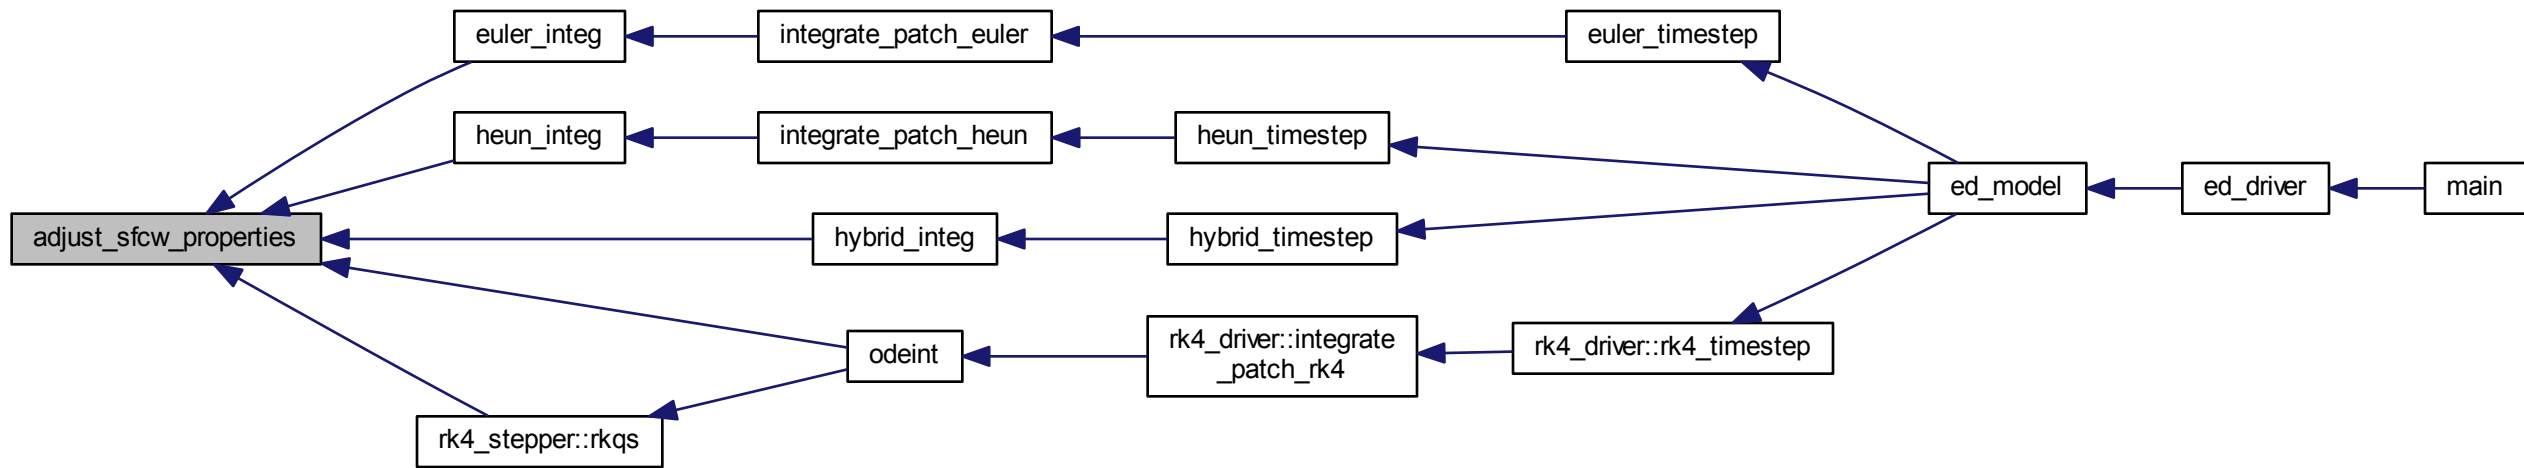 euler_integ
integrate_patch_euler
euler_timestep
heun_integ
integrate_patch_heun
heun_timestep
ed_model
ed_driver
main
adjust_sfcw_properties
hybrid_integ
hybrid_timestep
odeint
rk4_driver::integrate
_patch_rk4
rk4_driver::rk4_timestep
rk4_stepper::rkqs